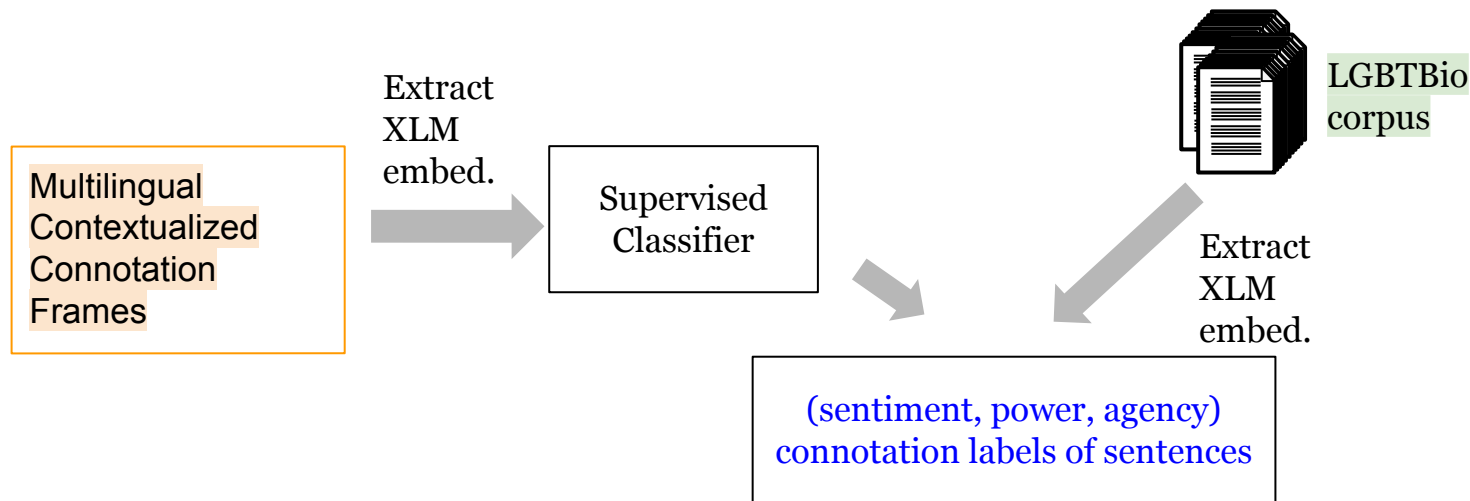 Multilingual
Contextualized
Connotation
Frames
Extract
XLM
embed.
Supervised
Classifier
LGBTBio
corpus
Extract
XLM
embed.
(sentiment, power, agency)
connotation labels of sentences